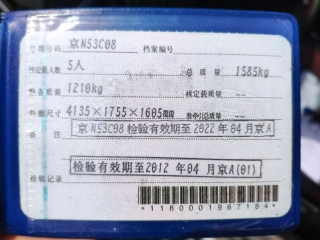 号牌号码 京N53C08 档案编号
核定载人数 5人 总质量 1585kg
整备质量 1210kg 核定载质量 --
外廓尺寸 4135×1755×1605mm 准牵引总质量 --
备注 京N53C08 检验有效期至2022年04月京A
检验有效期至2012年04月京A(01)
检验记录
*1180001967184*